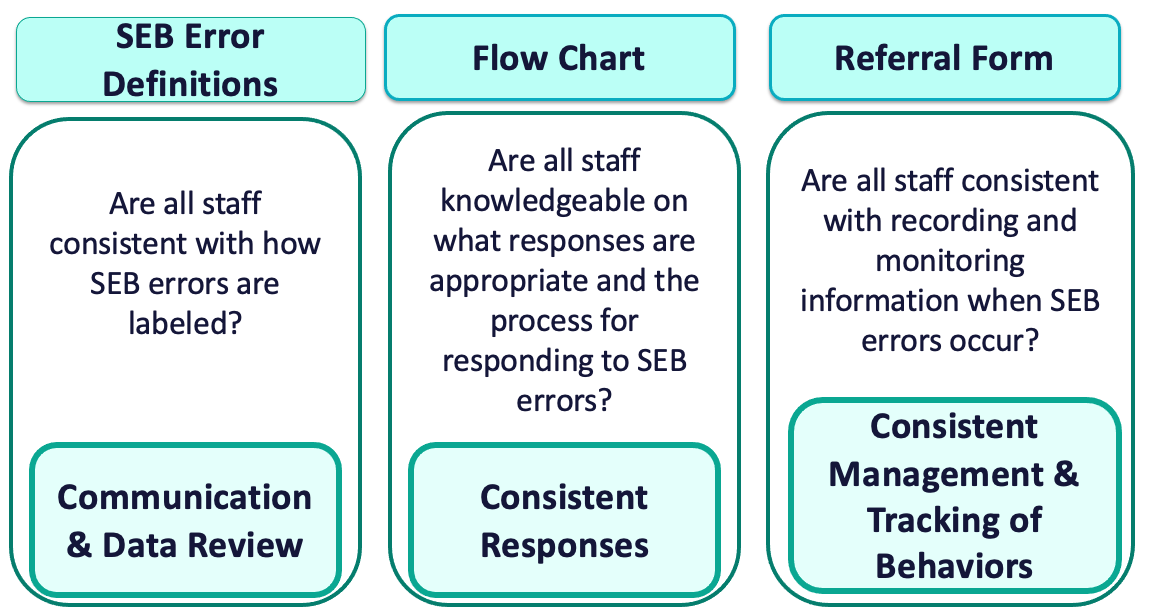 SEB Error
Definitions
Are all staff
consistent with how
SEB errors are
labeled?
Communication
& Data Review
Flow Chart
Are all staff
knowledgeable on
what responses are
appropriate and the
process for
responding to SEB
errors?
Consistent
Responses
Referral Form
Are all staff consistent
with recording and
monitoring
information when SEB
errors occur?
Consistent
Management &
Tracking of
Behaviors